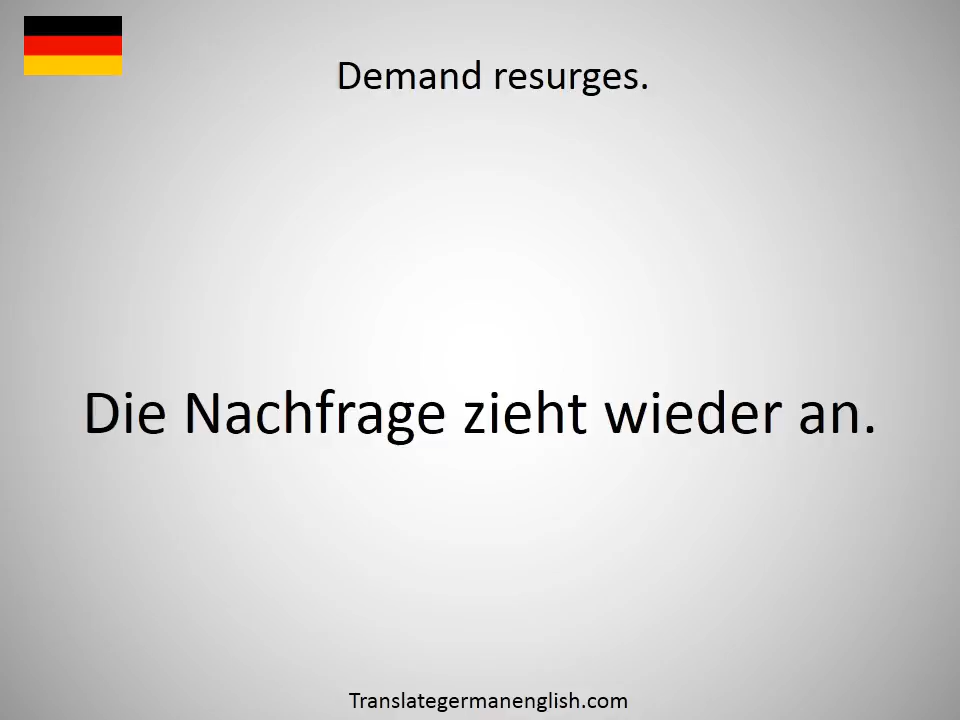 Demand resurges.
Die Nachfrage zieht wieder an.
Translategermanenglish.com